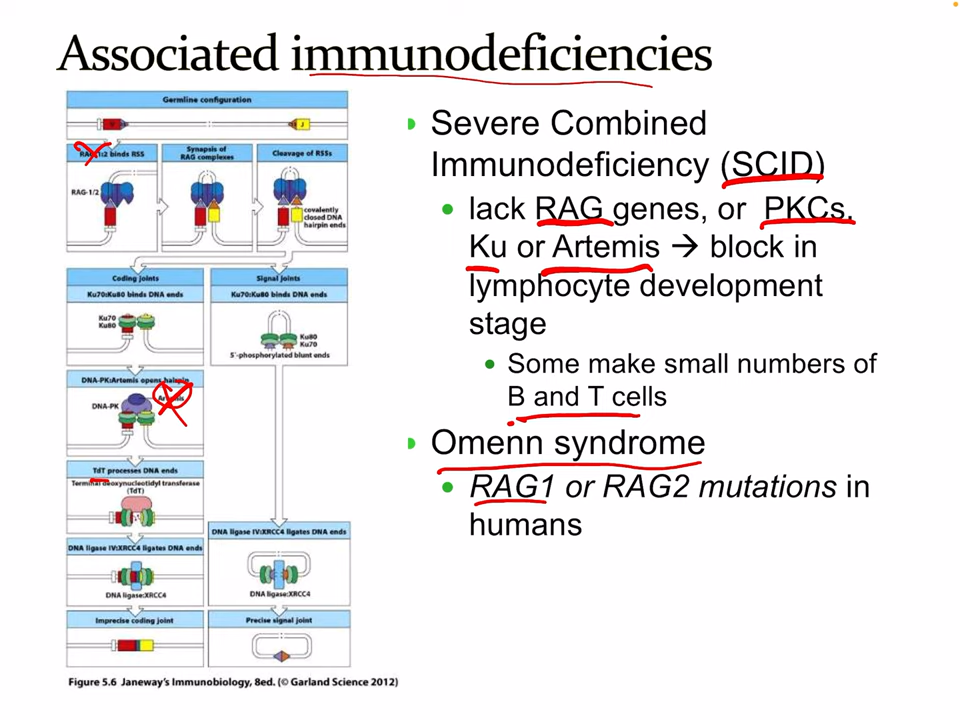 Associated immunodeficiencies
Germline configuration
J
RAG1:2 binds RSS
Synapsis of
RAG complexes
Cleavage of RSSs
RAG-1/2
covalently
closed DNA
hairpin ends
Coding joints
Signal joints
Ku70:Ku80 binds DNA ends
Ku70:Ku80 binds DNA ends
Ku70
Ku80
Ku80
Ku70
5´-phosphorylated blunt ends
DNA-PK:Artemis opens hairpin
DNA-PK
TdT processes DNA ends
Terminal deoxynucleotidyl transferase
(TdT)
DNA ligase IV:XRCC4 ligates DNA ends
DNA ligase IV:XRCC4 ligates DNA ends
DNA ligase:XRCC4
DNA ligase:XRCC4
Imprecise coding joint
Precise signal joint
Figure 5.6 Janeway's Immunobiology, 8ed. (© Garland Science 2012)
Severe Combined
Immunodeficiency (SCID)
lack RAG genes, or PKCs,
Ku or Artemis → block in
lymphocyte development
stage
Some make small numbers of
B and T cells
Omenn syndrome
RAG1 or RAG2 mutations in
humans